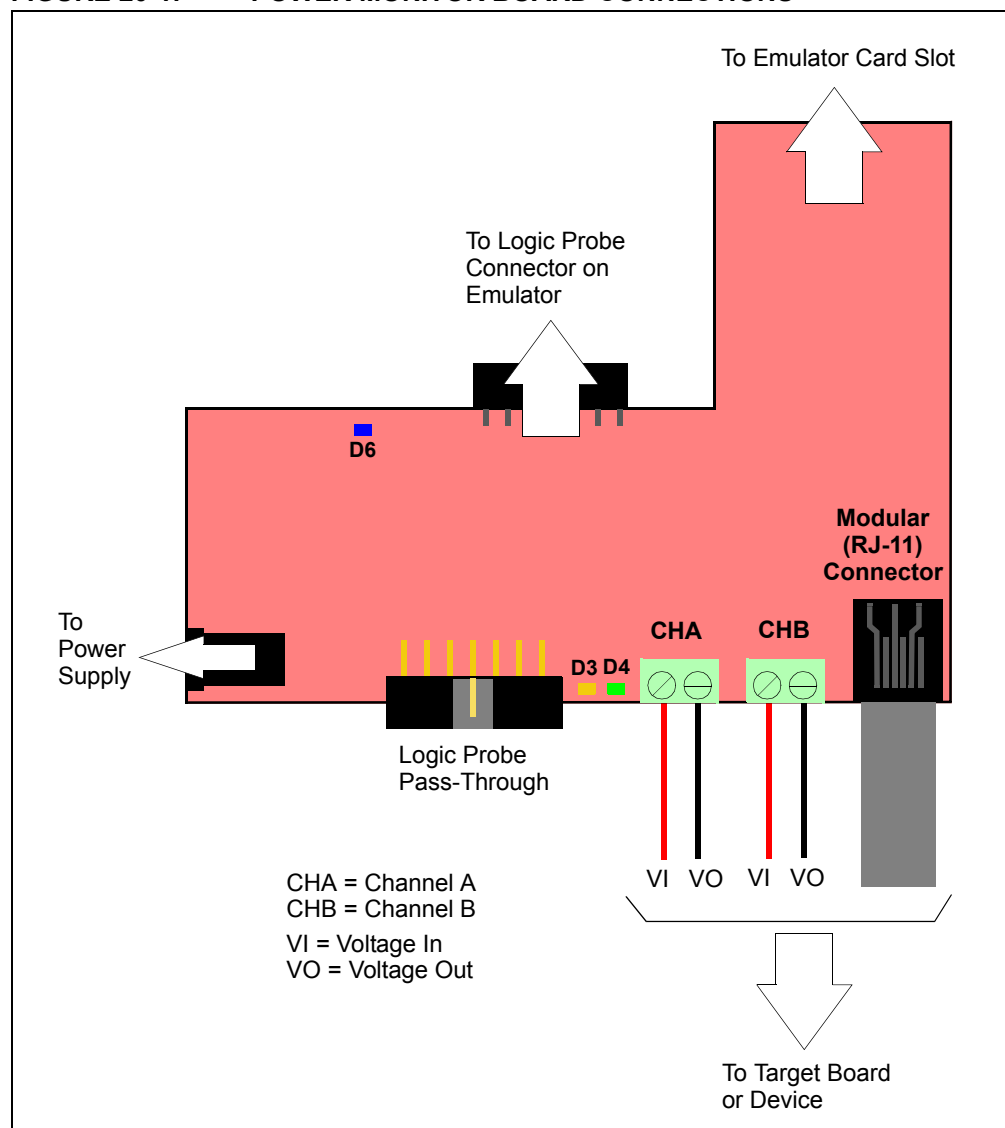 To Emulator Card Slot
To Logic Probe
Connector on
Emulator
D6
Modular
(RJ-11)
Connector
To
Power
Supply
CHA
CHB
D3 D4
Logic Probe
Pass-Through
VI VO VI VO
CHA = Channel A
CHB = Channel B
VI = Voltage In
VO = Voltage Out
To Target Board
or Device